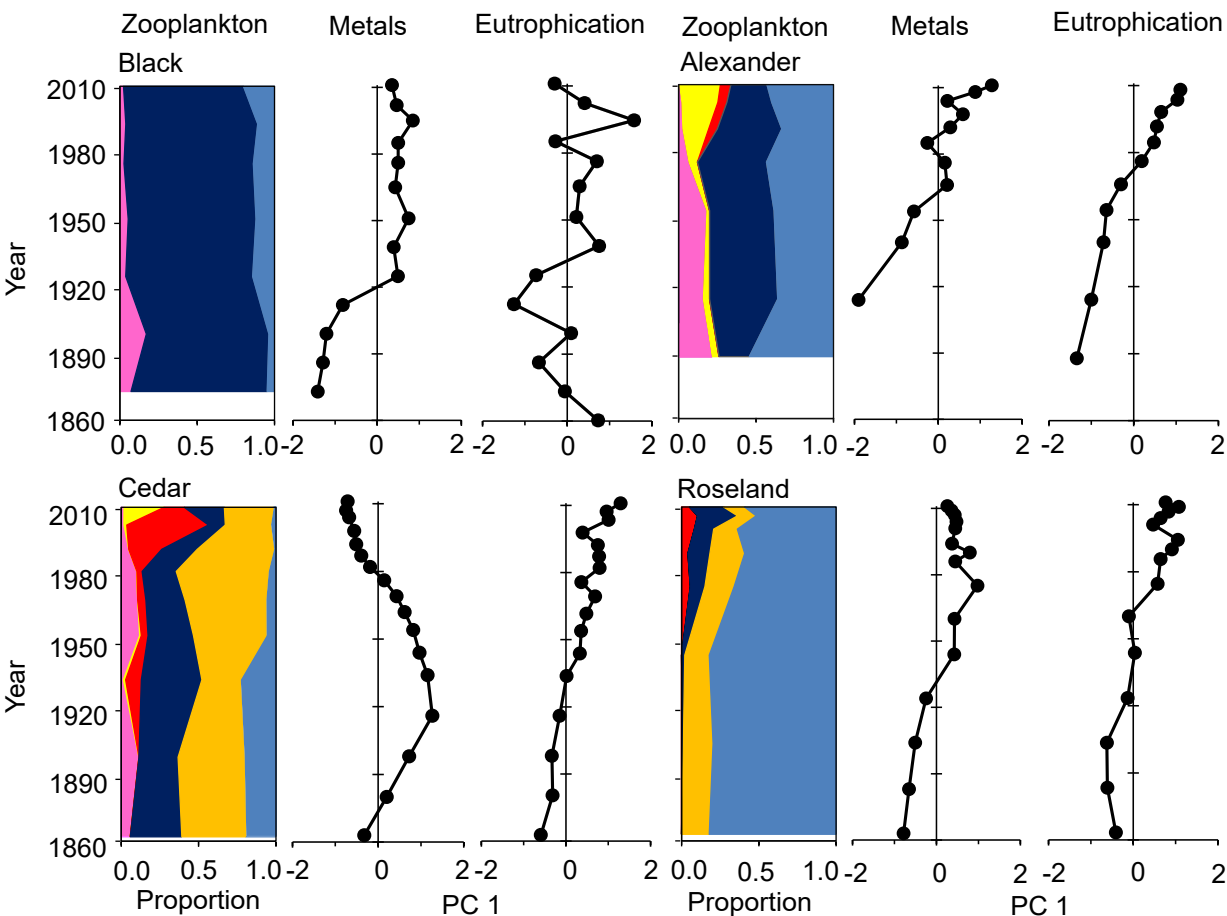 Zooplankton Metals Eutrophication Zooplankton Metals Eutrophication
Black Alexander
2010
1980
1950
1920
1890
1860
Year
0.0 0.5 1.0 -2 0 2 -2 0 2 0.0 0.5 1.0 -2 0 2 -2 0 2
Cedar Roseland
2010
1980
1950
1920
1890
1860
Year
0.0 0.5 1.0 -2 0 2 -2 0 2 0.0 0.5 1.0 -2 0 2 -2 0 2
Proportion PC 1 Proportion PC 1